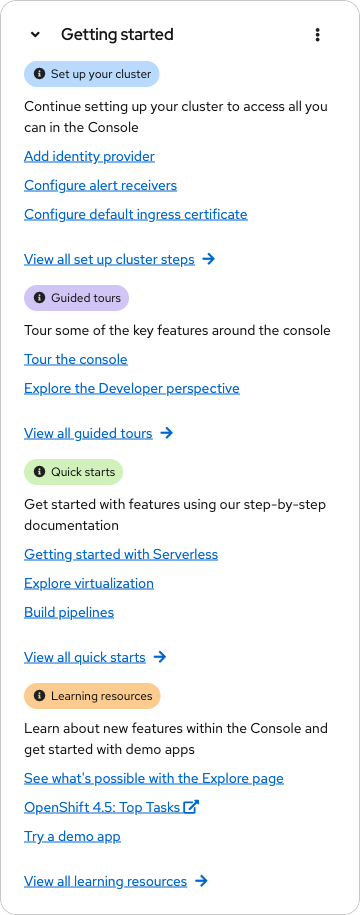 Getting started
Set up your cluster
Continue setting up your cluster to access all you
can in the Console
Add identity provider
Configure alert receivers
Configure default ingress certificate
View all set up cluster steps
Guided tours
Tour some of the key features around the console
Tour the console
Explore the Developer perspective
View all guided tours
Quick starts
Get started with features using our step-by-step
documentation
Getting started with Serverless
Explore virtualization
Build pipelines
View all quick starts
Learning resources
Learn about new features within the Console and
get started with demo apps
See what's possible with the Explore page
OpenShift 4.5: Top Tasks
Try a demo app
View all learning resources